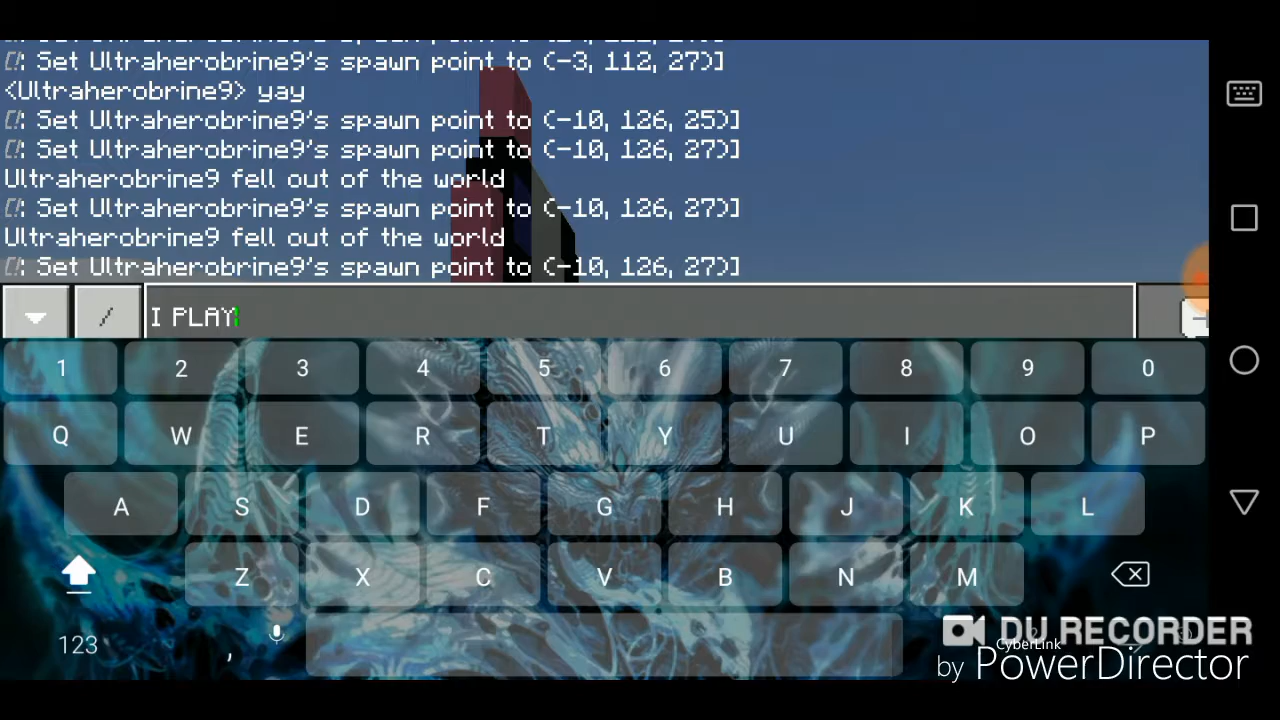 [!: Set Ultraherobrine9's spawn point to (-3, 112, 27)]
<Ultraherobrine9> yay
[!: Set Ultraherobrine9's spawn point to (-10, 126, 25)]
[!: Set Ultraherobrine9's spawn point to (-10, 126, 27)]
Ultraherobrine9 fell out of the world
[!: Set Ultraherobrine9's spawn point to (-10, 126, 27)]
Ultraherobrine9 fell out of the world
[!: Set Ultraherobrine9's spawn point to (-10, 126, 27)]
/ I PLAY
1 2 3 4 5 6 7 8 9 0
Q W E R T Y U I O P
A S D F G H J K L
Z X C V B N M
123 ,
DU RECORDER
CyberLink
by PowerDirector